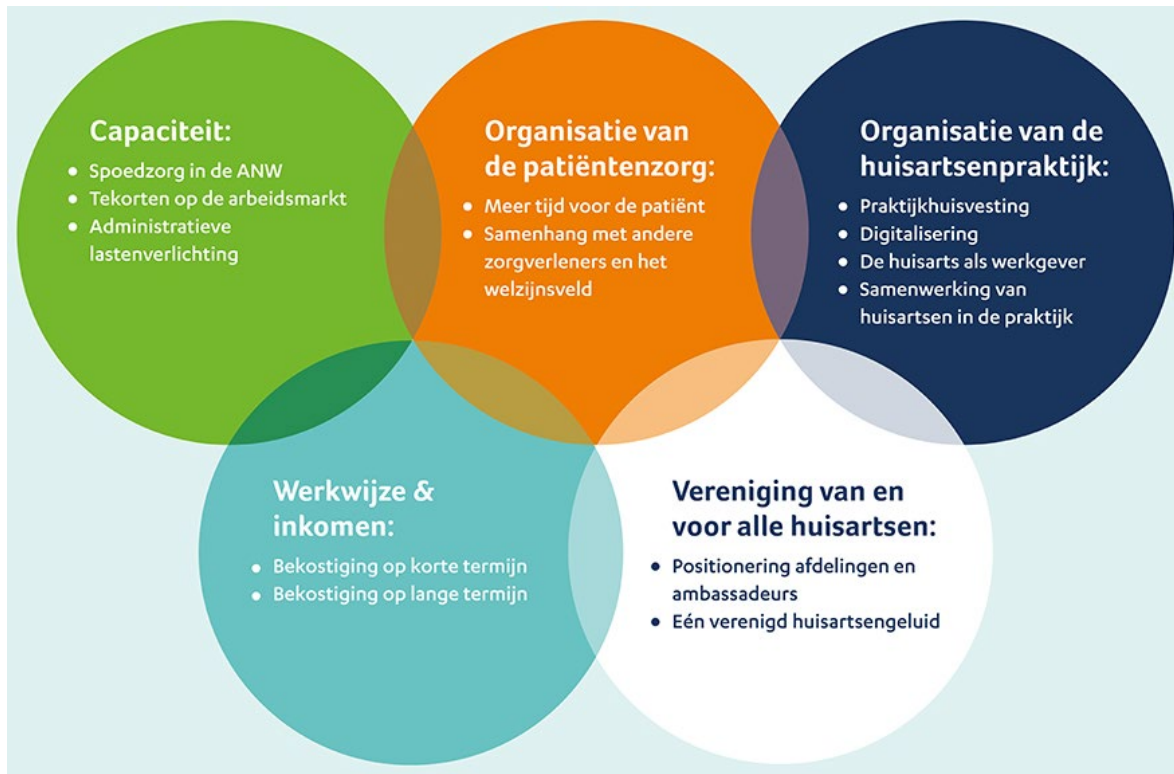 Capaciteit:
• Spoedzorg in de ANW
• Tekorten op de arbeidsmarkt
• Administratieve
lastenverlichting
Organisatie van
de patiëntenzorg:
• Meer tijd voor de patiënt
• Samenhang met andere
zorgverleners en het
welzijnsveld
Organisatie van de
huisartsenpraktijk:
• Praktijkhuisvesting
• Digitalisering
• De huisarts als werkgever
• Samenwerking van
huisartsen in de praktijk
Werkwijze &
inkomen:
• Bekostiging op korte termijn
• Bekostiging op lange termijn
Vereniging van en
voor alle huisartsen:
• Positionering afdelingen en
ambassadeurs
• Eén verenigd huisartsengeluid